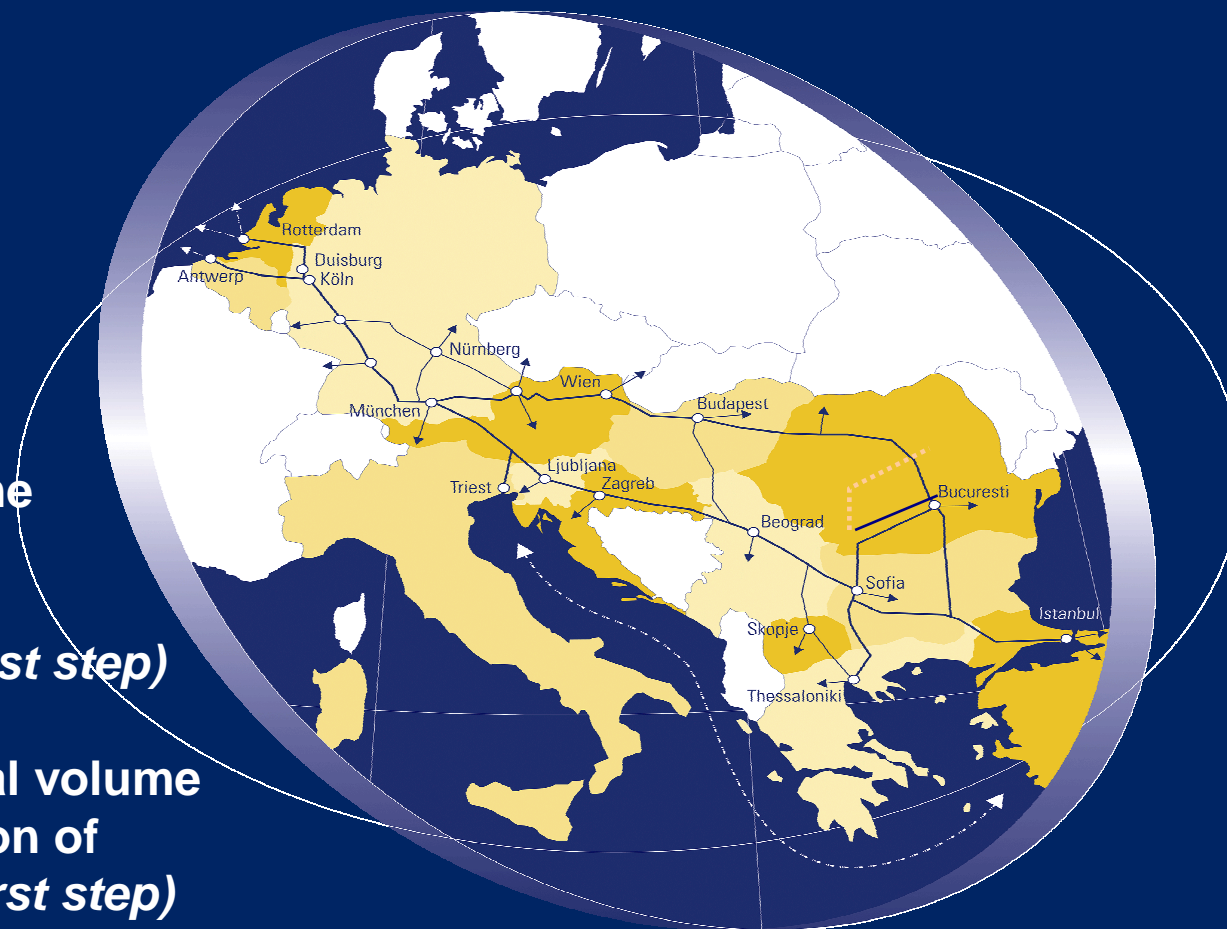 Rotterdam
Duisburg
Antwerp
Köln
Nürnberg
Wien
München
Budapest
Ljubljana
Triest
Zagreb
Bucuresti
Beograd
Sofia
Istanbul
Skopje
Thessaloniki
ne
st step)
al volume
on of
rst step)